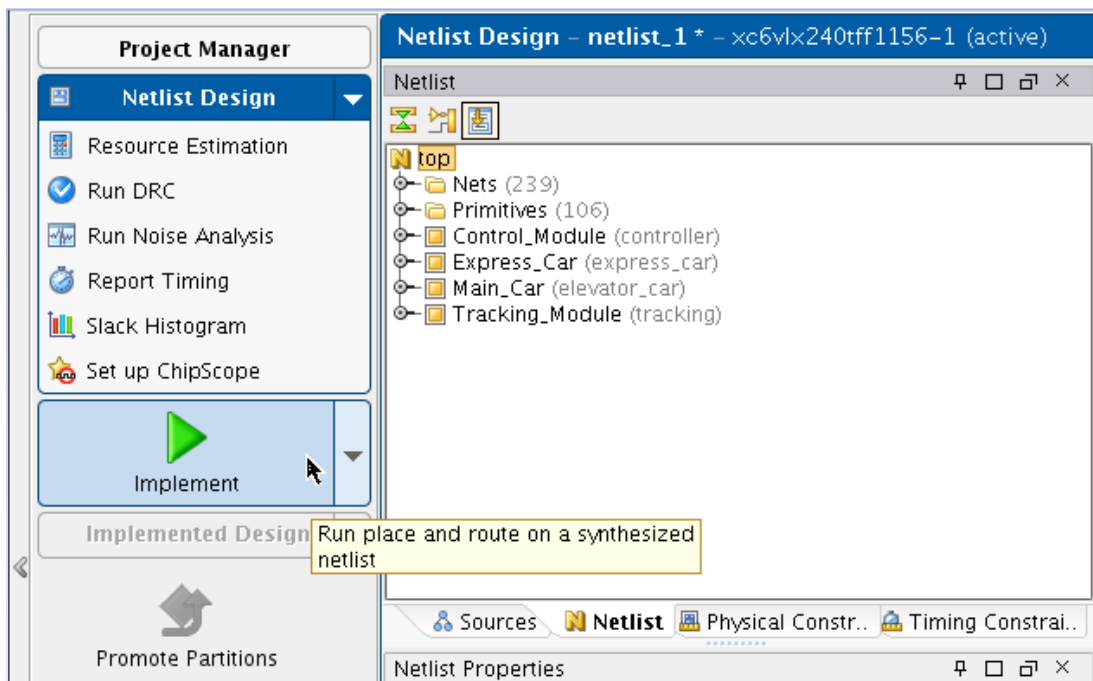 Project Manager
Netlist Design
Resource Estimation
Run DRC
Run Noise Analysis
Report Timing
Slack Histogram
Set up ChipScope
Implement
Implemented Design
Promote Partitions
Netlist Design – netlist_1 * – xc6vlx240tff1156–1 (active)
Netlist
top
Nets (239)
Primitives (106)
Control_Module (controller)
Express_Car (express_car)
Main_Car (elevator_car)
Tracking_Module (tracking)
Run place and route on a synthesized
netlist
Sources Netlist Physical Constr.. Timing Constrai..
Netlist Properties